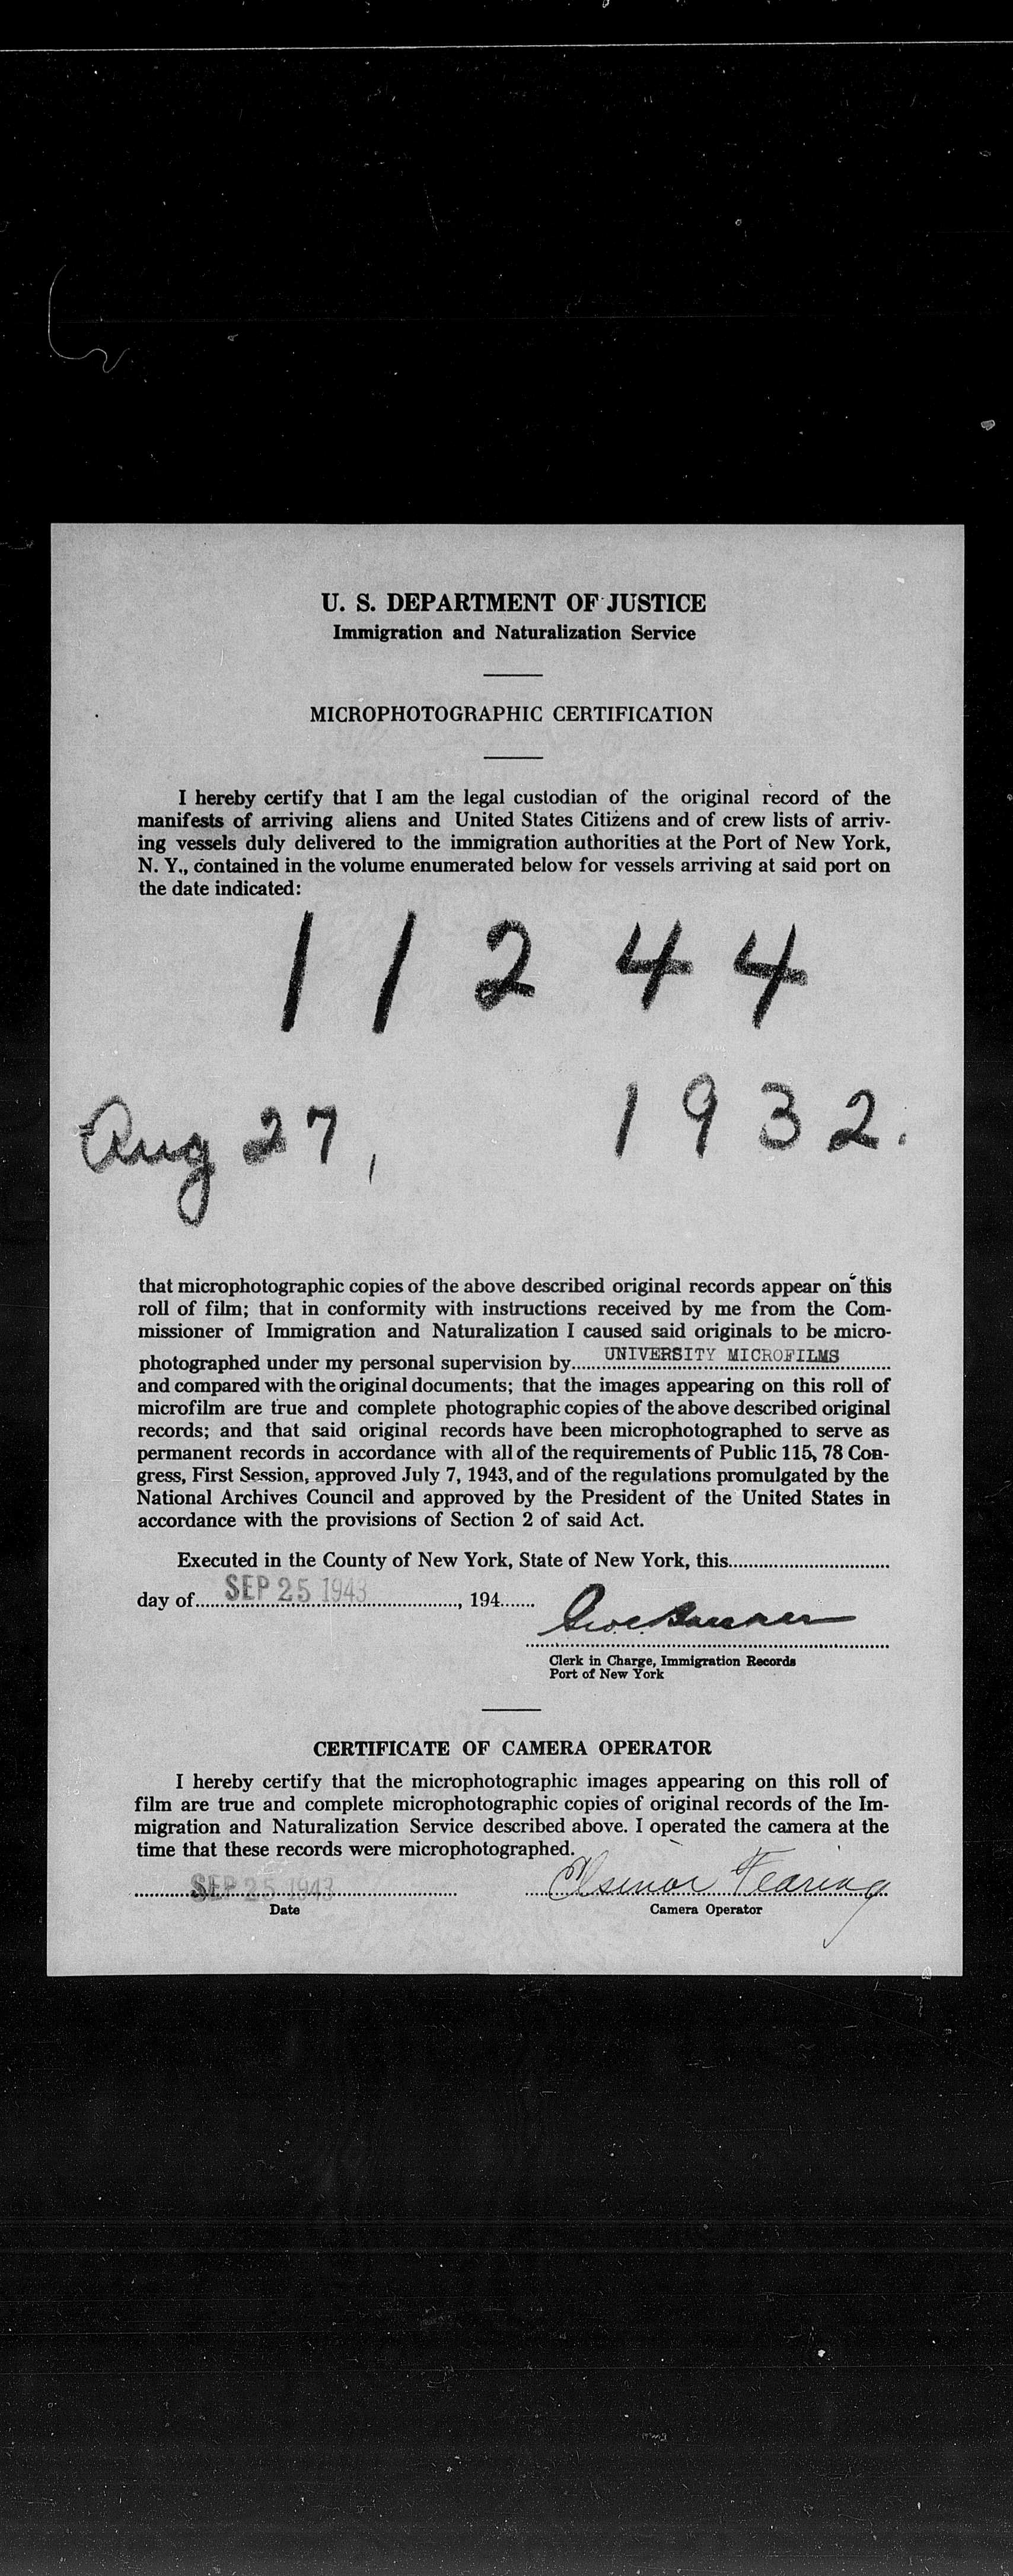 U. S. DEPARTMENT OF JUSTICE
Immigration and Naturalization Service
MICROPHOTOGRAPHIC CERTIFICATION
I hereby certify that I am the legal custodian of the original record of the
manifests of arriving aliens and United States Citizens and of crew lists of arriv-
ing vessels duly delivered to the immigration authorities at the Port of New York,
N. Y., contained in the volume enumerated below for vessels arriving at said port on
the date indicated:
11244
Aug 27, 1932.
that microphotographic copies of the above described original records appear on this
roll of film; that in conformity with instructions received by me from the Com-
missioner of Immigration and Naturalization I caused said originals to be micro-
photographed under my personal supervision by UNIVERSITY MICROFILMS
and compared with the original documents; that the images appearing on this roll of
microfilm are true and complete photographic copies of the above described original
records; and that said original records have been microphotographed to serve as
permanent records in accordance with all of the requirements of Public 115, 78 Con-
gress, First Session, approved July 7, 1943, and of the regulations promulgated by the
National Archives Council and approved by the President of the United States in
accordance with the provisions of Section 2 of said Act.
Executed in the County of New York, State of New York, this
day of SEP 25 1943, 194
Clerk in Charge, Immigration Records
Port of New York
CERTIFICATE OF CAMERA OPERATOR
I hereby certify that the microphotographic images appearing on this roll of
film are true and complete microphotographic copies of original records of the Im-
migration and Naturalization Service described above. I operated the camera at the
time that these records were microphotographed.
SEP 25 1943 Elsenor Fearing
Date Camera Operator